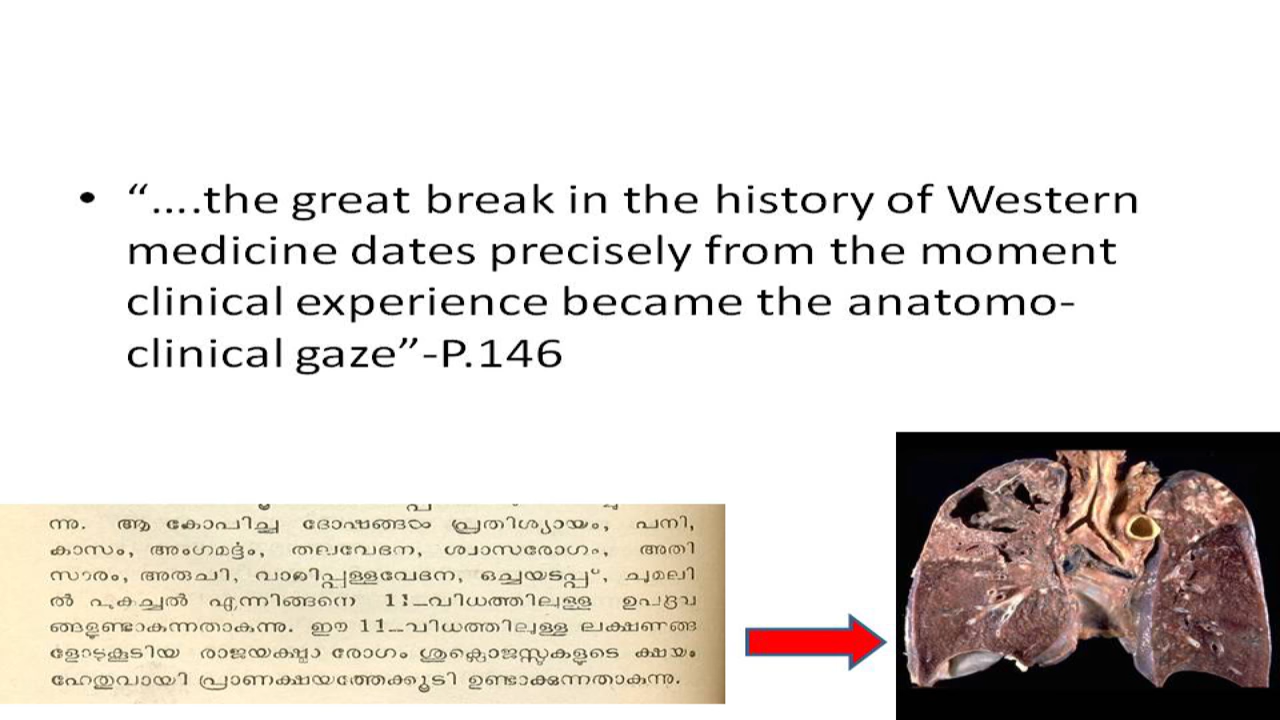 • “....the great break in the history of Western
medicine dates precisely from the moment
clinical experience became the anatomo-
clinical gaze”-P.146
ന്നു. ആ കോപിച്ച ദോഷങ്ങൾ പ്രതിശ്യായം, പനി,
കാസം, അംഗമർദ്ദം, തലവേദന, ശ്വാസരോഗം, അതി
സാരം, അരുചി, വാരിപ്പള്ളവേദന, ഒച്ചയടപ്പ്, ചുമലി
ൽ പുകച്ചൽ എന്നിങ്ങനെ 11_വിധത്തിലുള്ള ഉപദ്രവ
ങ്ങളുണ്ടാകുന്നതാകുന്നു. ഈ 11_വിധത്തിലുള്ള ലക്ഷണങ്ങ
ളോടുകൂടിയ രാജയക്ഷ്മാ രോഗം ശുക്ലൌജസ്സുകളുടെ ക്ഷയം
ഹേതുവായി പ്രാണക്ഷയത്തേക്കൂടി ഉണ്ടാക്കുന്നതാകുന്നു.